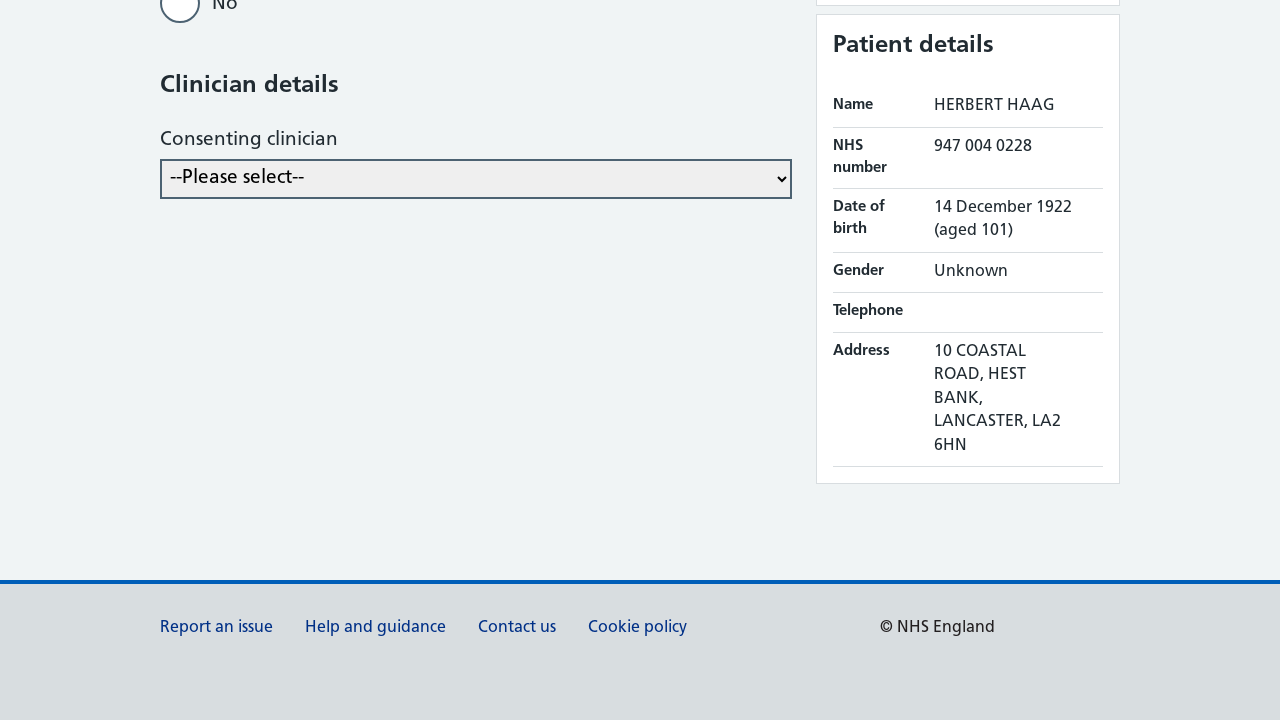 No
Clinician details
Consenting clinician
--Please select--
Patient details
Name HERBERT HAAG
NHS number 947 004 0228
Date of birth 14 December 1922 (aged 101)
Gender Unknown
Telephone
Address 10 COASTAL
ROAD, HEST
BANK,
LANCASTER, LA2
6HN
Report an issue Help and guidance Contact us Cookie policy © NHS England